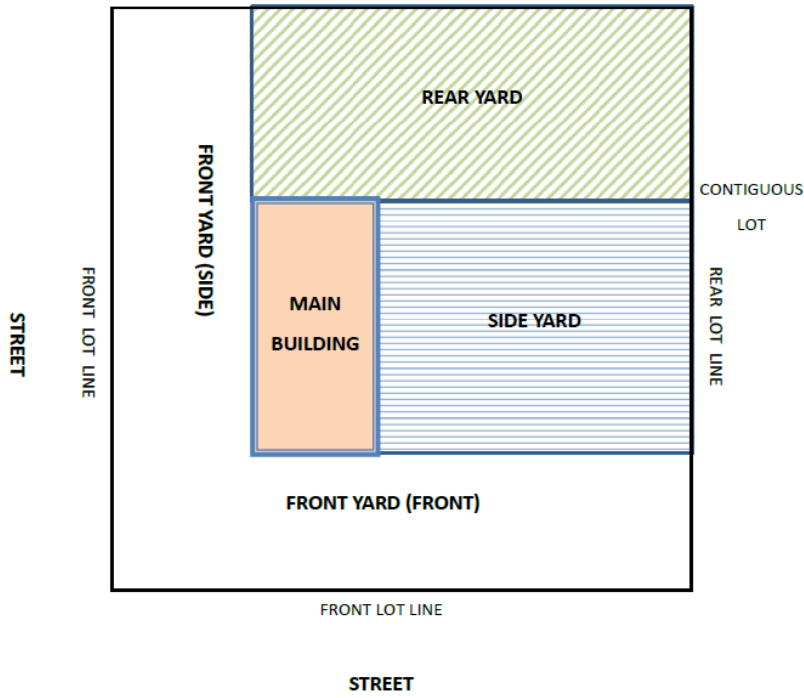 REAR YARD
CONTIGUOUS
LOT
FRONT YARD (SIDE)
FRONT LOT LINE
STREET
MAIN
BUILDING
SIDE YARD
REAR LOT LINE
FRONT YARD (FRONT)
FRONT LOT LINE
STREET